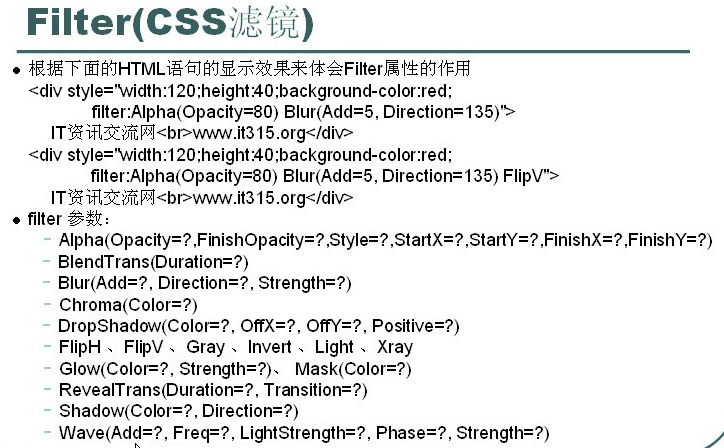 Filter(CSS滤镜)
● 根据下面的HTML语句的显示效果来体会Filter属性的作用
<div style="width:120;height:40;background-color:red;
filter:Alpha(Opacity=80) Blur(Add=5, Direction=135)">
IT资讯交流网<br>www.it315.org</div>
<div style="width:120;height:40;background-color:red;
filter:Alpha(Opacity=80) Blur(Add=5, Direction=135) FlipV">
IT资讯交流网<br>www.it315.org</div>
● filter 参数：
– Alpha(Opacity=?,FinishOpacity=?,Style=?,StartX=?,StartY=?,FinishX=?,FinishY=?)
– BlendTrans(Duration=?)
– Blur(Add=?, Direction=?, Strength=?)
– Chroma(Color=?)
– DropShadow(Color=?, OffX=?, OffY=?, Positive=?)
– FlipH 、FlipV 、Gray 、Invert 、Light 、Xray
– Glow(Color=?, Strength=?)、 Mask(Color=?)
– RevealTrans(Duration=?, Transition=?)
– Shadow(Color=?, Direction=?)
– Wave(Add=?, Freq=?, LightStrength=?, Phase=?, Strength=?)